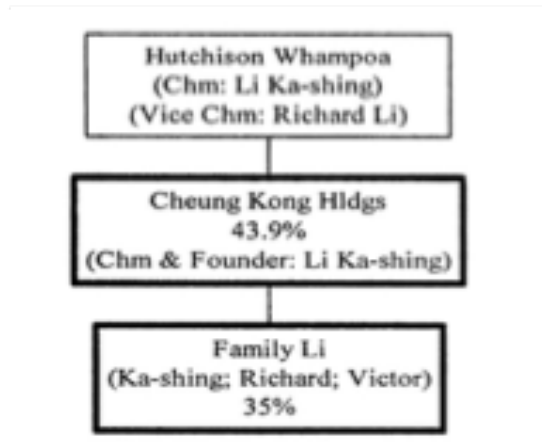 Hutchison Whampoa
(Chm: Li Ka-shing)
(Vice Chm: Richard Li)
Cheung Kong Hldgs
43.9%
(Chm & Founder: Li Ka-shing)
Family Li
(Ka-shing; Richard; Victor)
35%